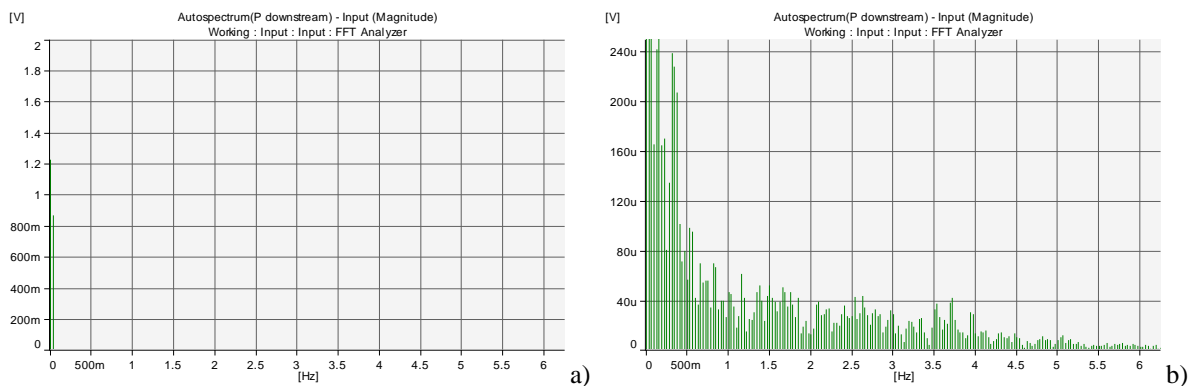 [V]
Autospectrum(P downstream) - Input (Magnitude)
Working : Input : Input : FFT Analyzer
2
1.8
1.6
1.4
1.2
1
800m
600m
400m
200m
0
0 500m 1 1.5 2 2.5 3 3.5 4 4.5 5 5.5 6
[Hz]
a)
[V]
Autospectrum(P downstream) - Input (Magnitude)
Working : Input : Input : FFT Analyzer
240u
200u
160u
120u
80u
40u
0
0 500m 1 1.5 2 2.5 3 3.5 4 4.5 5 5.5 6
[Hz]
b)